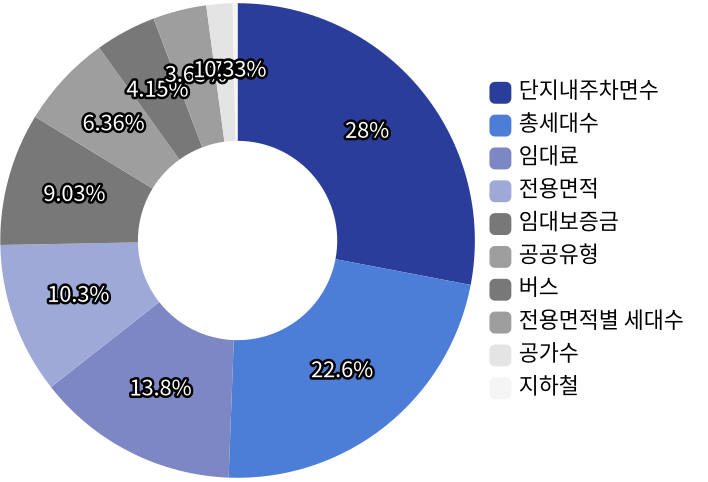 28%
22.6%
13.8%
10.3%
9.03%
6.36%
4.15%
단지내주차면수
총세대수
임대료
전용면적
임대보증금
공공유형
버스
전용면적별 세대수
공가수
지하철